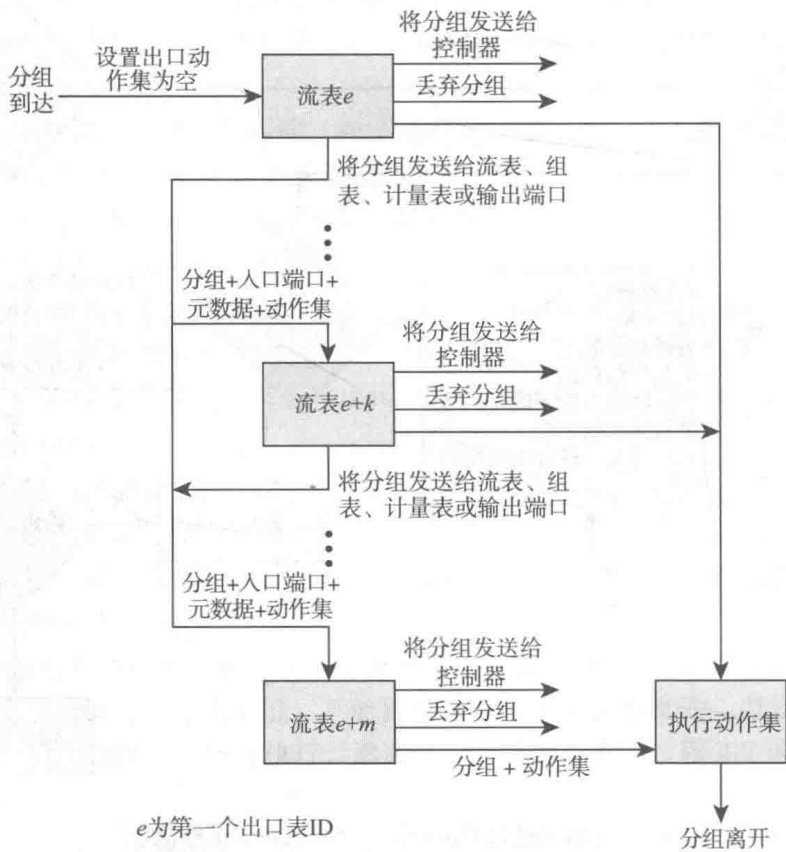 将分组发送给
控制器
设置出口动
作集为空
分组
到达
流表e
丢弃分组
将分组发送给流表、组
表、计量表或输出端口
分组+入口端口+
元数据+动作集
将分组发送给
控制器
流表e+k
丢弃分组
将分组发送给流表、组
表、计量表或输出端口
分组+入口端口+
元数据+动作集
将分组发送给
控制器
流表e+m
丢弃分组
执行动作集
分组 + 动作集
e为第一个出口表ID
分组离开